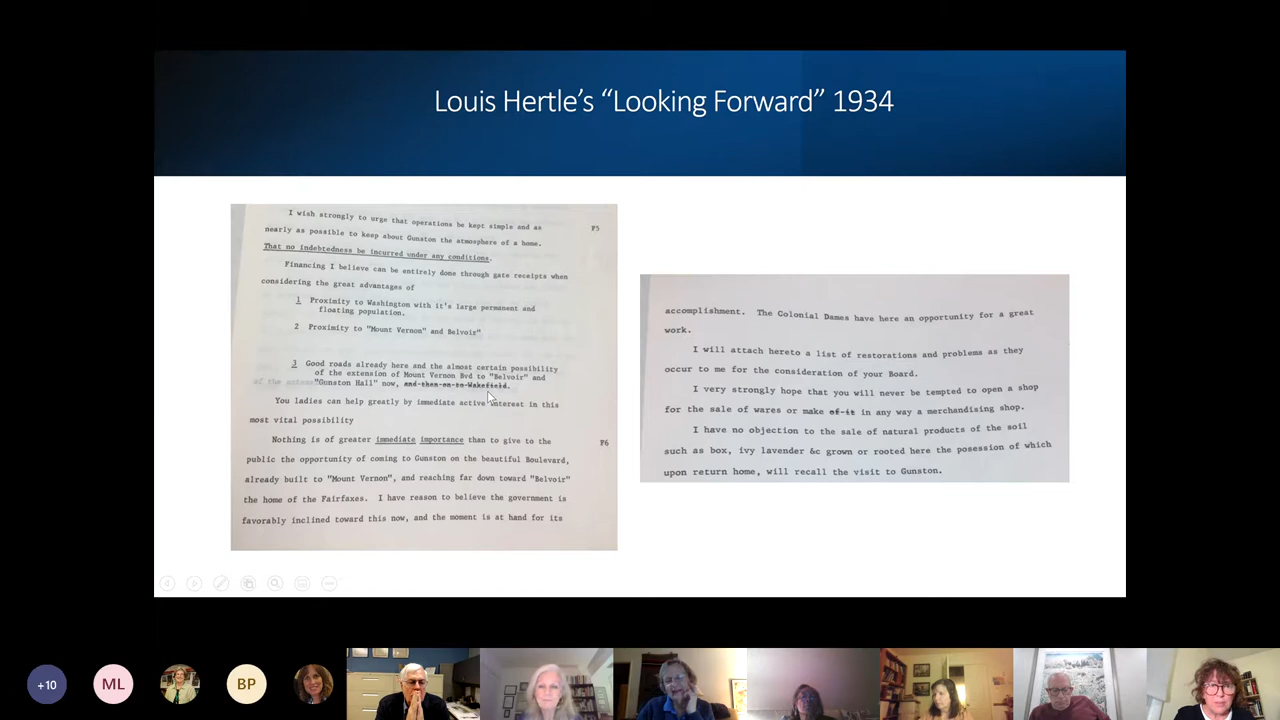 Louis Hertle's “Looking Forward” 1934
I wish strongly to urge that operations be kept simple and as
F5
nearly as possible to keep about Gunston the atmosphere of a home.
That no indebtedness be incurred under any conditions.
Financing I believe can be entirely done through gate receipts when
considering the great advantages of
1 Proximity to Washington with it's large permanent and
floating population.
2 Proximity to "Mount Vernon" and Belvoir"
3 Good roads already here and the almost certain possibility
of the extension of Mount Vernon Bvd to "Belvoir" and
"Gunston Hall" now, and then on to Wakefield.
You ladies can help greatly by immediate active interest in this
most vital possibility
Nothing is of greater immediate importance than to give to the
F6
public the opportunity of coming to Gunston on the beautiful Boulevard,
already built to "Mount Vernon", and reaching far down toward "Belvoir"
the home of the Fairfaxes. I have reason to believe the government is
favorably inclined toward this now, and the moment is at hand for its
accomplishment. The Colonial Dames have here an opportunity for a great
work.
I will attach hereto a list of restorations and problems as they
occur to me for the consideration of your Board.
I very strongly hope that you will never be tempted to open a shop
for the sale of wares or make of it in any way a merchandising shop.
I have no objection to the sale of natural products of the soil
such as box, ivy lavender &c grown or rooted here the posession of which
upon return home, will recall the visit to Gunston.
+10
ML
BP